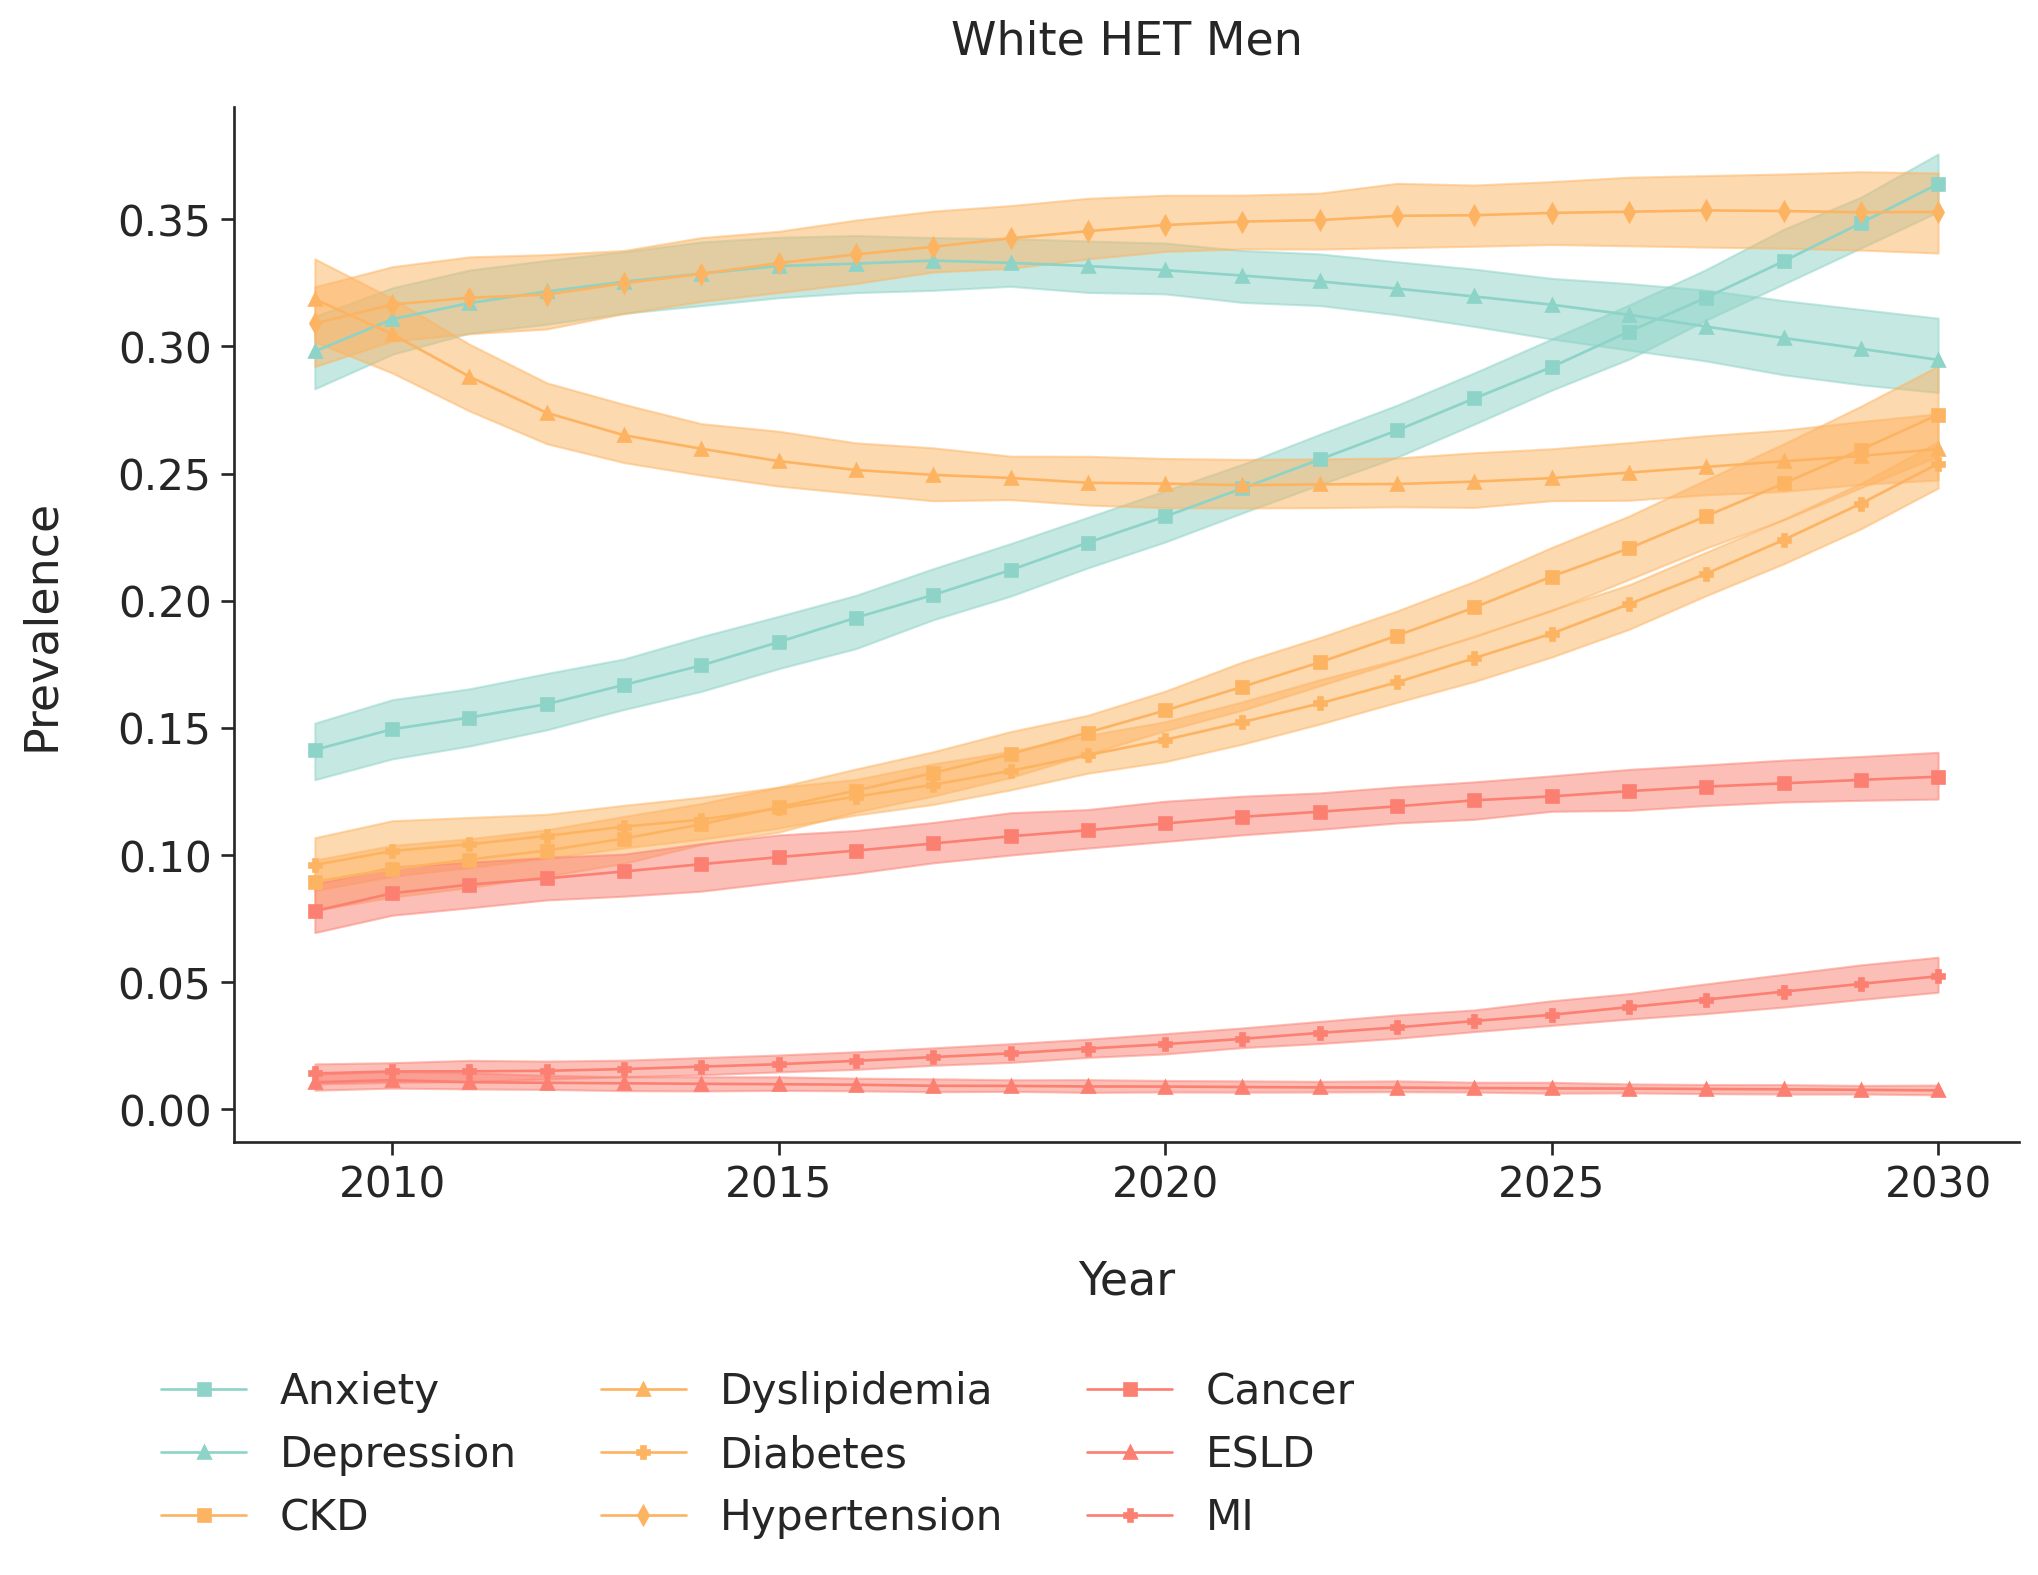 White HET Men
Prevalence
0.35
0.30
0.25
0.20
0.15
0.10
0.05
0.00
2010 2015 2020 2025 2030
Year
Anxiety Dyslipidemia Cancer
Depression Diabetes ESLD
CKD Hypertension MI